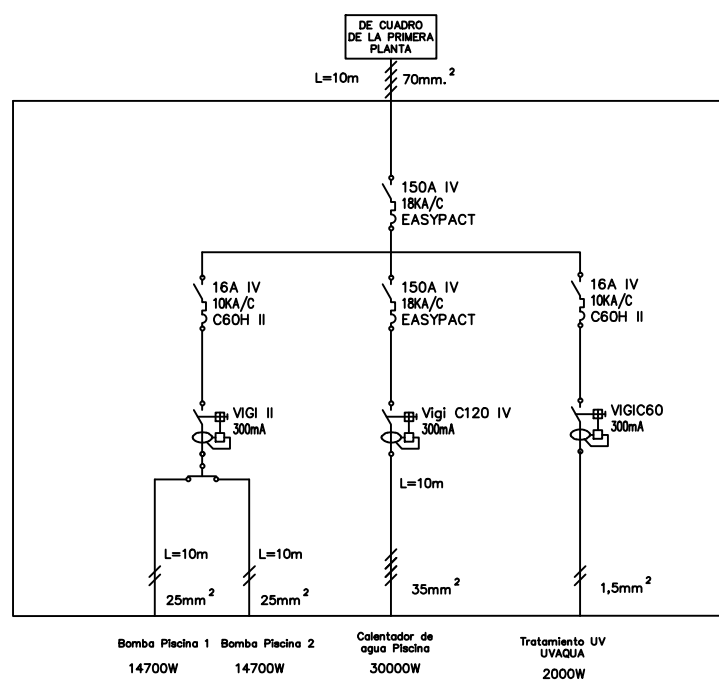 DE CUADRO
DE LA PRIMERA
PLANTA
L=10m
70mm.²
150A IV
18KA/C
EASYPACT
16A IV
10KA/C
C60H II
150A IV
18KA/C
EASYPACT
16A IV
10KA/C
C60H II
VIGI II
300mA
Vigi C120 IV
300mA
VIGIC60
300mA
L=10m
L=10m
L=10m
25mm²
25mm²
35mm²
1,5mm²
Bomba Piscina 1
14700W
Bomba Piscina 2
14700W
Calentador de
agua Piscina
30000W
Tratamiento UV
UVAQUA
2000W